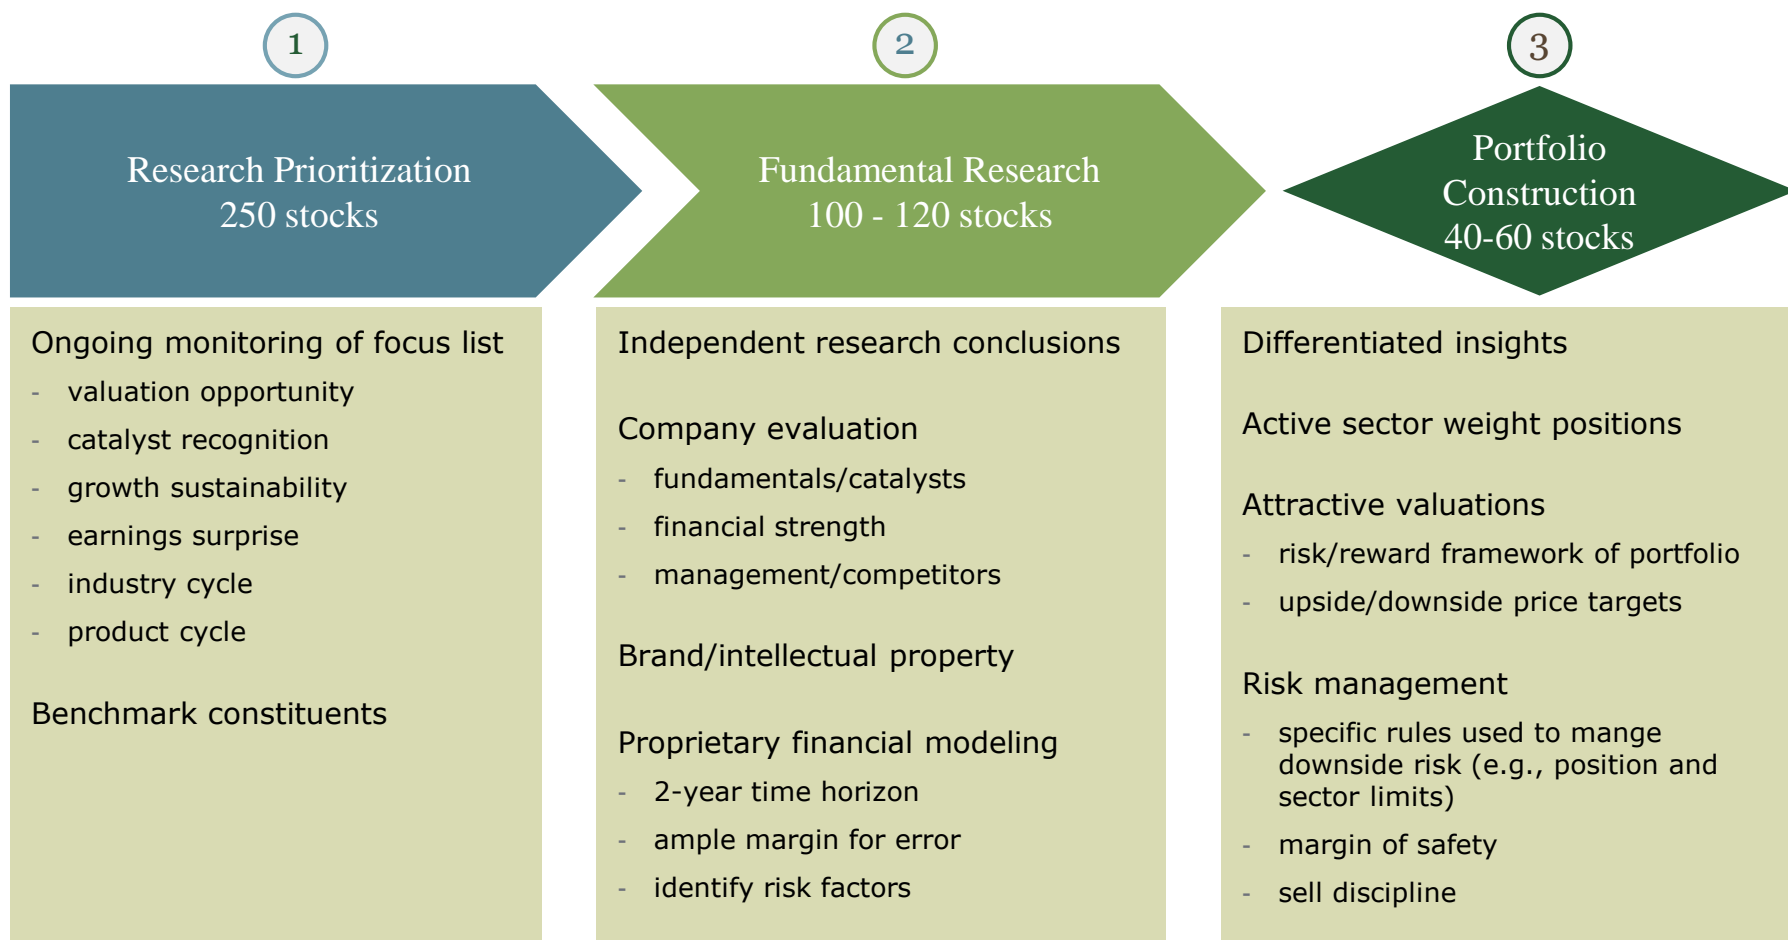 1
Research Prioritization
250 stocks
Ongoing monitoring of focus list
- valuation opportunity
- catalyst recognition
- growth sustainability
- earnings surprise
- industry cycle
- product cycle
Benchmark constituents
2
Fundamental Research
100 - 120 stocks
Independent research conclusions
Company evaluation
- fundamentals/catalysts
- financial strength
- management/competitors
Brand/intellectual property
Proprietary financial modeling
- 2-year time horizon
- ample margin for error
- identify risk factors
3
Portfolio
Construction
40-60 stocks
Differentiated insights
Active sector weight positions
Attractive valuations
- risk/reward framework of portfolio
- upside/downside price targets
Risk management
- specific rules used to mange
downside risk (e.g., position and
sector limits)
- margin of safety
- sell discipline